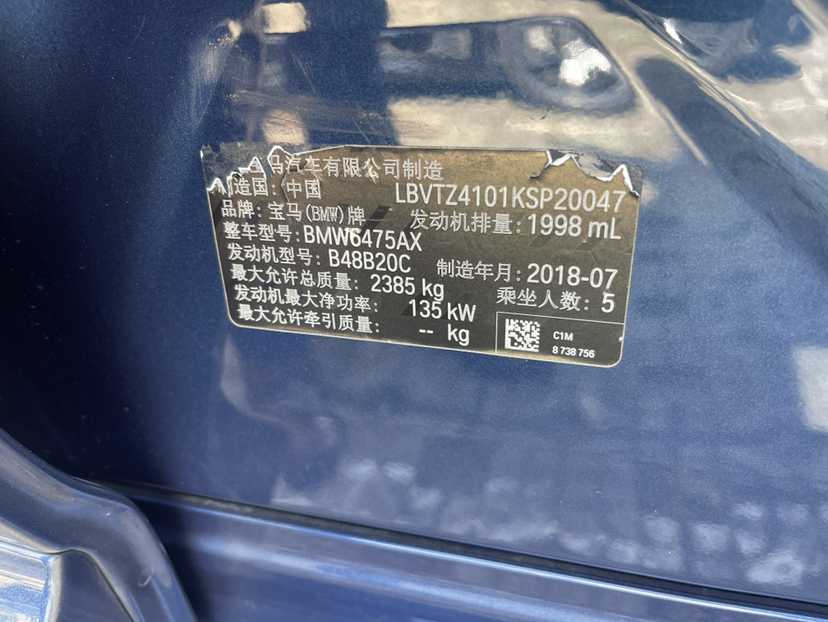 马汽车有限公司制造
制造国：中国 LBVTZ4101KSP20047
品牌：宝马(BMW)牌 发动机排量：1998 mL
整车型号：BMW6475AX
发动机型号：B48B20C 制造年月：2018-07
最大允许总质量： 2385 kg 乘坐人数：5
发动机最大净功率： 135 kW
最大允许牵引质量： -- kg
C1M
8 738 756